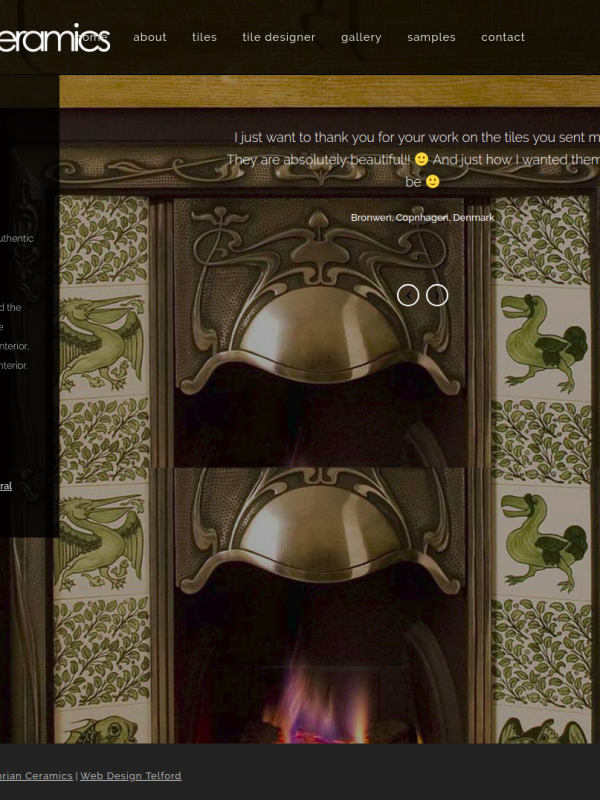 eramics
home about tiles tile designer gallery samples contact
I just want to thank you for your work on the tiles you sent m
They are absolutely beautiful!! 🙂 And just how I wanted them
be 🙂
Bronwen, Copnhagen, Denmark
uthentic
d the
e
nterior,
nterior.
ral
orian Ceramics | Web Design Telford